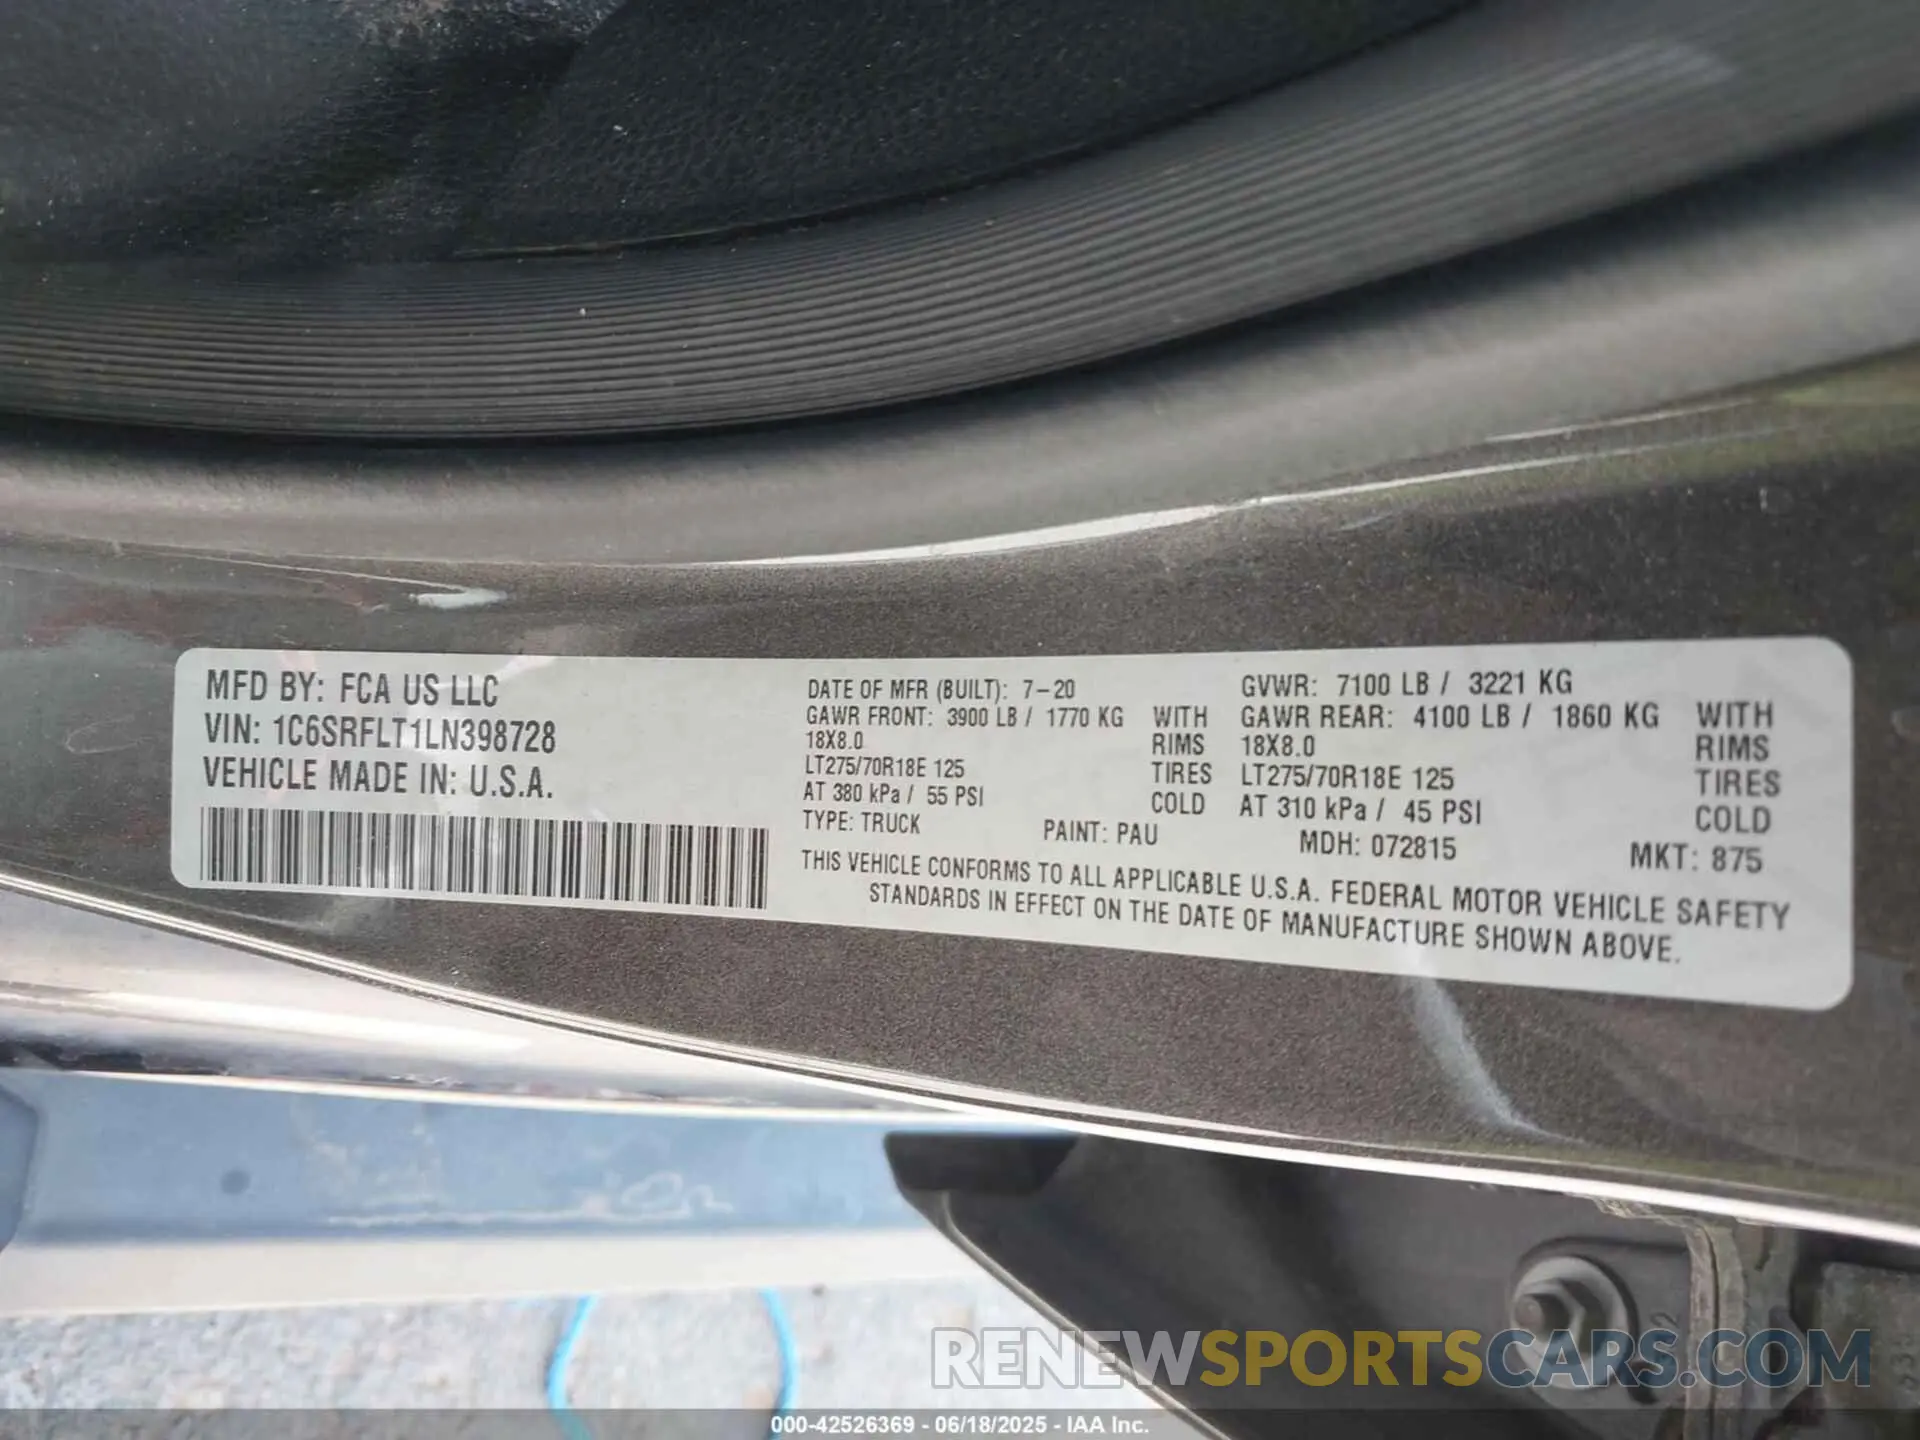 MFD BY: FCA US LLC
VIN: 1C6SRFLT1LN398728
VEHICLE MADE IN: U.S.A.
DATE OF MFR (BUILT): 7-20
GAWR FRONT: 3900 LB / 1770 KG WITH
18X8.0 RIMS
LT275/70R18E 125 TIRES
AT 380 kPa / 55 PSI COLD
GVWR: 7100 LB / 3221 KG
GAWR REAR: 4100 LB / 1860 KG WITH
18X8.0 RIMS
LT275/70R18E 125 TIRES
AT 310 kPa / 45 PSI COLD
TYPE: TRUCK PAINT: PAU MDH: 072815 MKT: 875
THIS VEHICLE CONFORMS TO ALL APPLICABLE U.S.A. FEDERAL MOTOR VEHICLE SAFETY
STANDARDS IN EFFECT ON THE DATE OF MANUFACTURE SHOWN ABOVE.
RENEWSPORTSCARS.COM
000-42526369 - 06/18/2025 - IAA Inc.